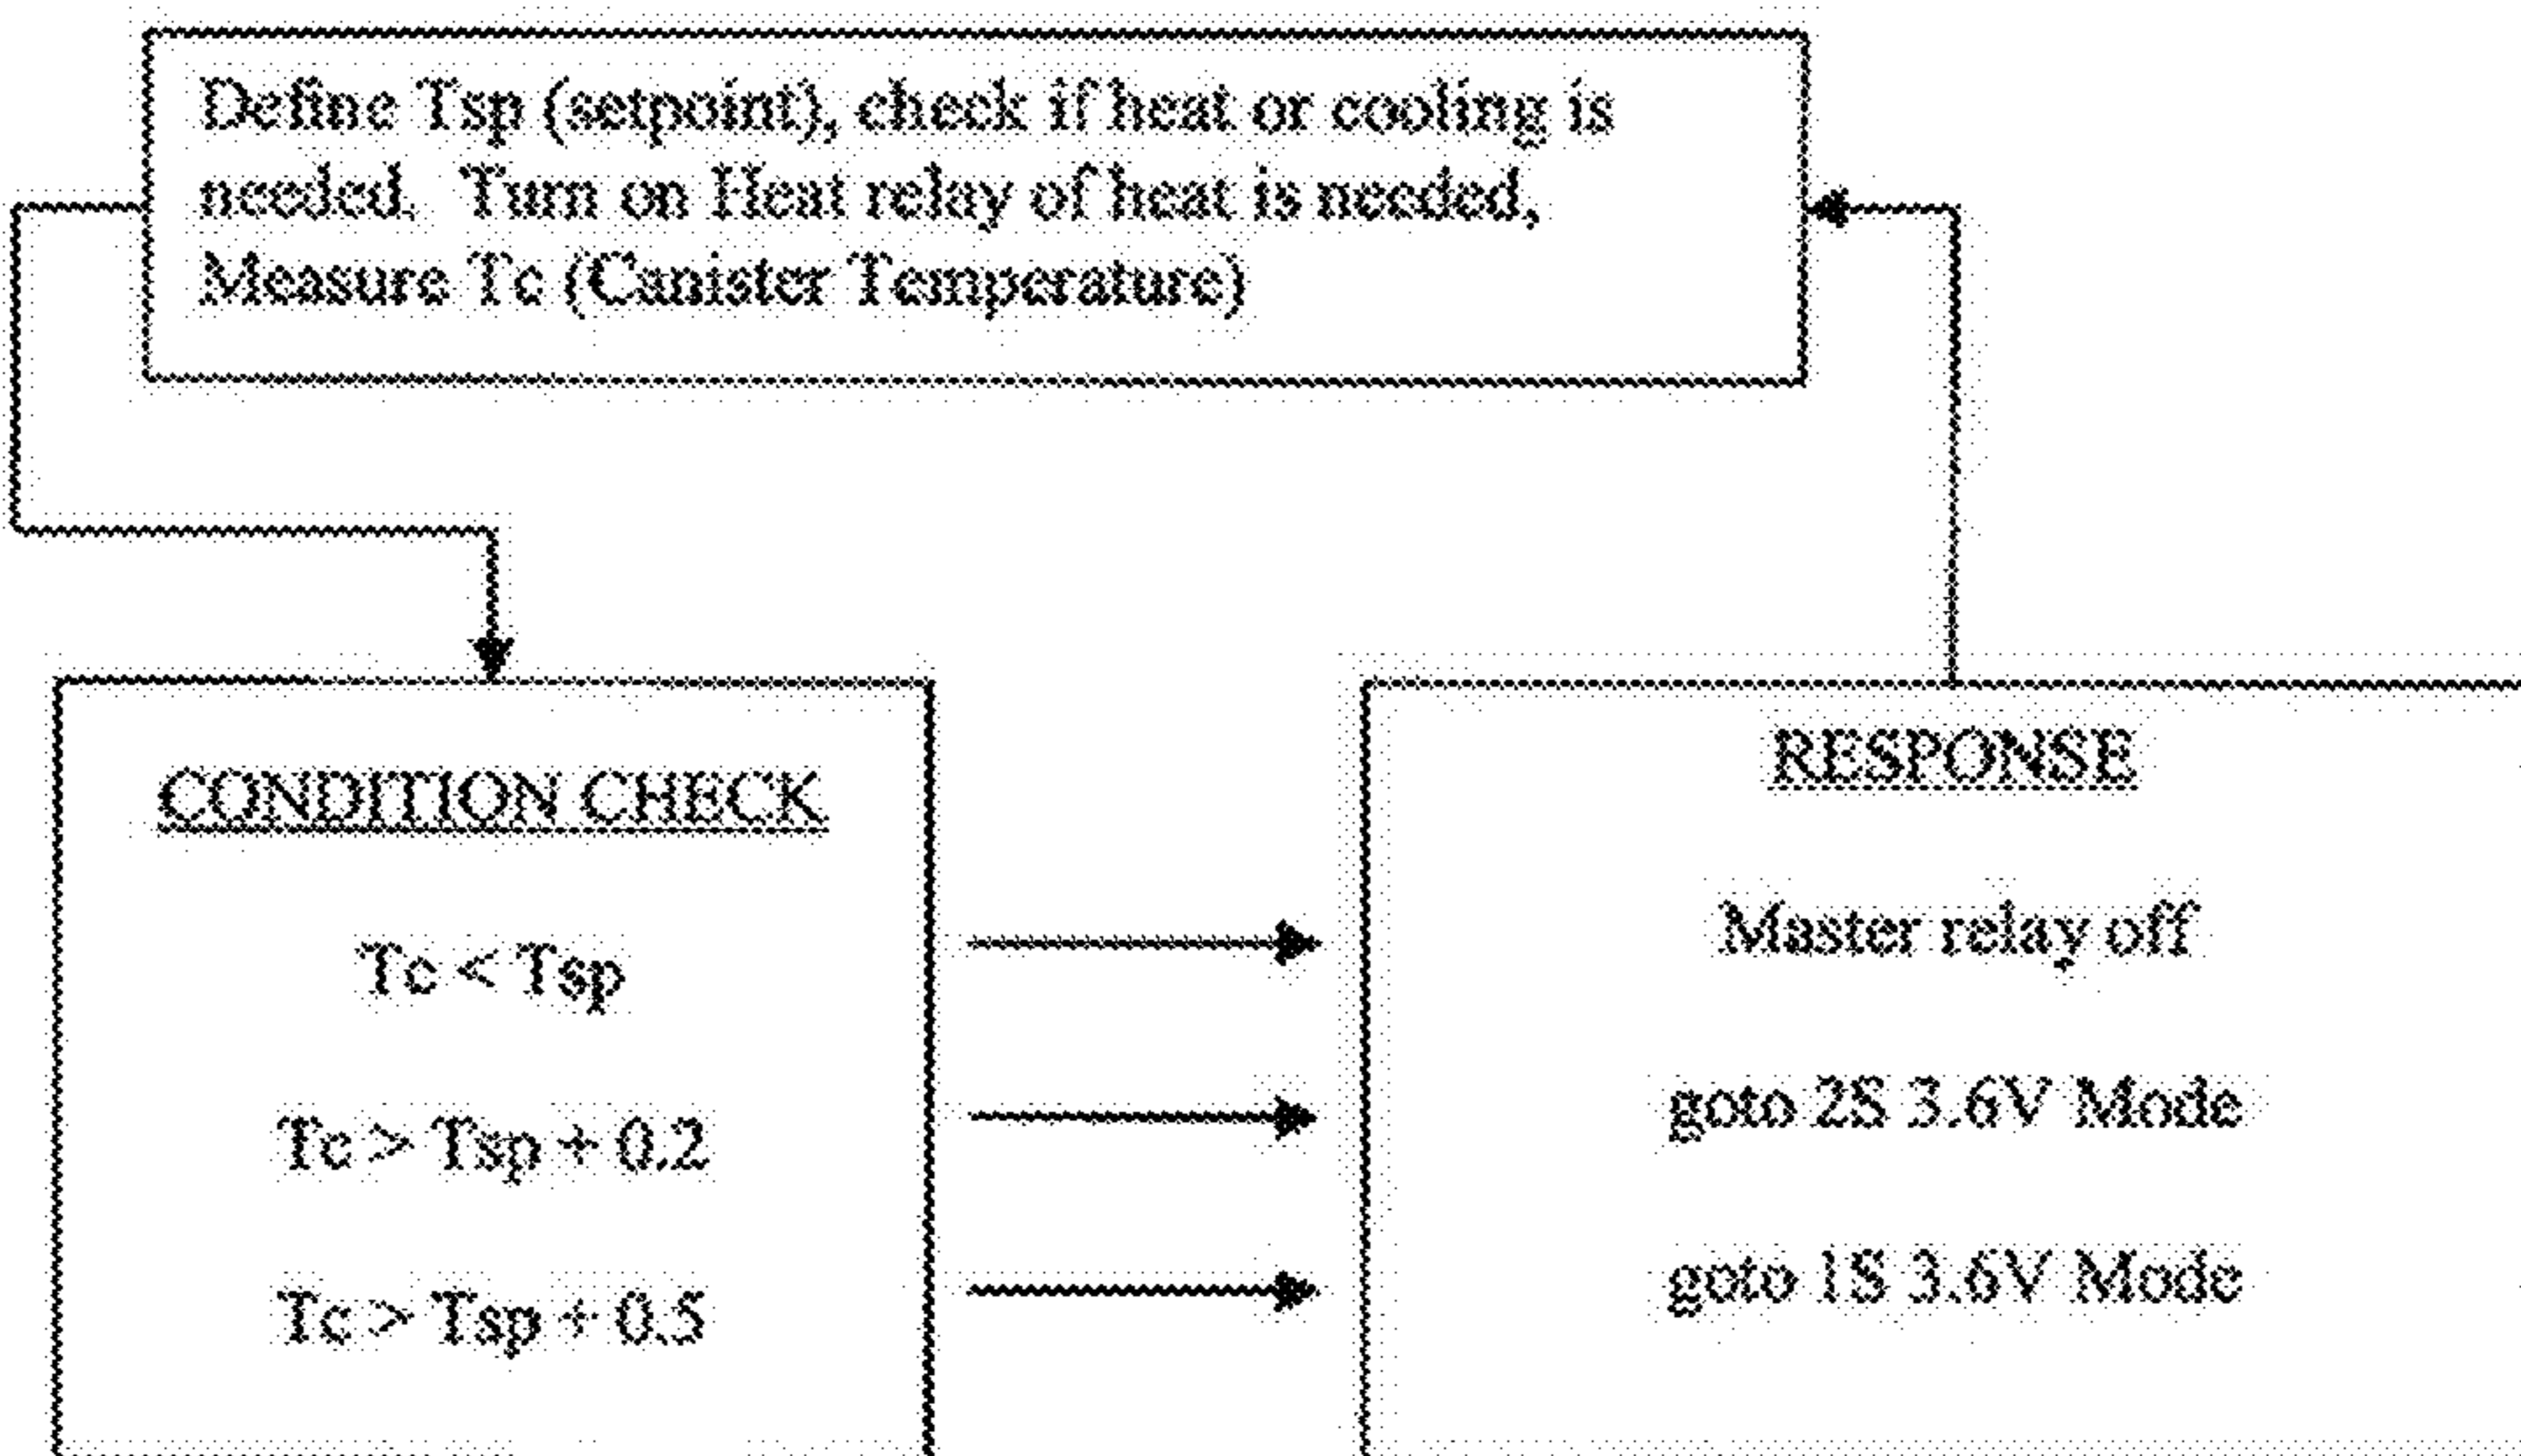 Define Tsp (setpoint), check if heat or cooling is
needed. Turn on Heat relay of heat is needed,
Measure Tc (Canister Temperature)
CONDITION CHECK
Tc < Tsp
Tc > Tsp + 0.2
Tc > Tsp + 0.5
RESPONSE
Master relay off
goto 2S 3.6V Mode
goto 1S 3.6V Mode